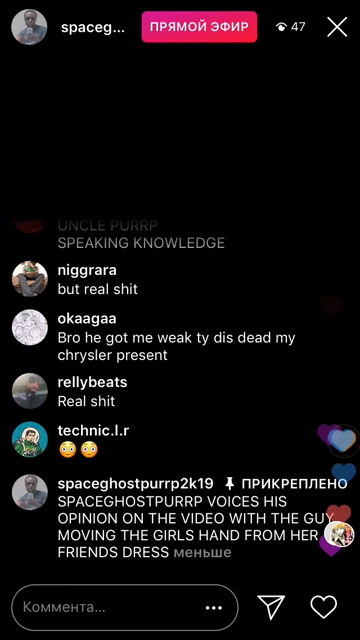 spaceg...
ПРЯМОЙ ЭФИР
47
UNCLE PURRP
SPEAKING KNOWLEDGE
niggrara
but real shit
okaagaa
Bro he got me weak ty dis dead my
chrysler present
rellybeats
Real shit
technic.l.r
spaceghostpurrp2k19 ПРИКРЕПЛЕНО
SPACEGHOSTPURRP VOICES HIS
OPINION ON THE VIDEO WITH THE GUY
MOVING THE GIRLS HAND FROM HER
FRIENDS DRESS меньше
Коммента...